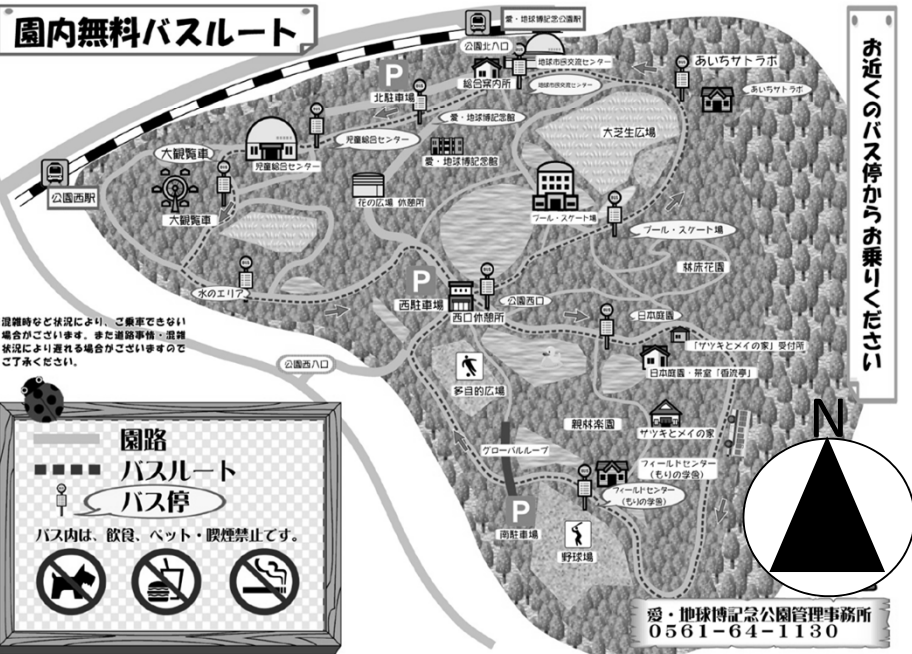 園内無料バスルート
愛・地球博記念公園駅
公園北入口
地球市民交流センター
総合案内所
地球市民交流センター
あいちサトラボ
あいちサトラボ
お近くのバス停からお乗りください
P
北駐車場
愛・地球博記念館
児童総合センター
大芝生広場
愛・地球博記念館
大観覧車
児童総合センター
公園西駅
大観覧車
花の広場 休憩所
プール・スケート場
プール・スケート場
林床花園
水のエリア
P
西駐車場
公園西口
西口休憩所
日本庭園
「サツキとメイの家」受付所
日本庭園・茶室「香流亭」
混雑時など状況により、ご乗車できない
場合がございます。また道路事情・混雑
状況により遅れる場合がございますので
ご了承ください。
公園西入口
多目的広場
親林楽園
サツキとメイの家
グローバルループ
フィールドセンター
(もりの学舎)
フィールドセンター
(もりの学舎)
P
南駐車場
野球場
N
園路
バスルート
バス停
バス内は、飲食、ペット・喫煙禁止です。
愛・地球博記念公園管理事務所
0561-64-1130